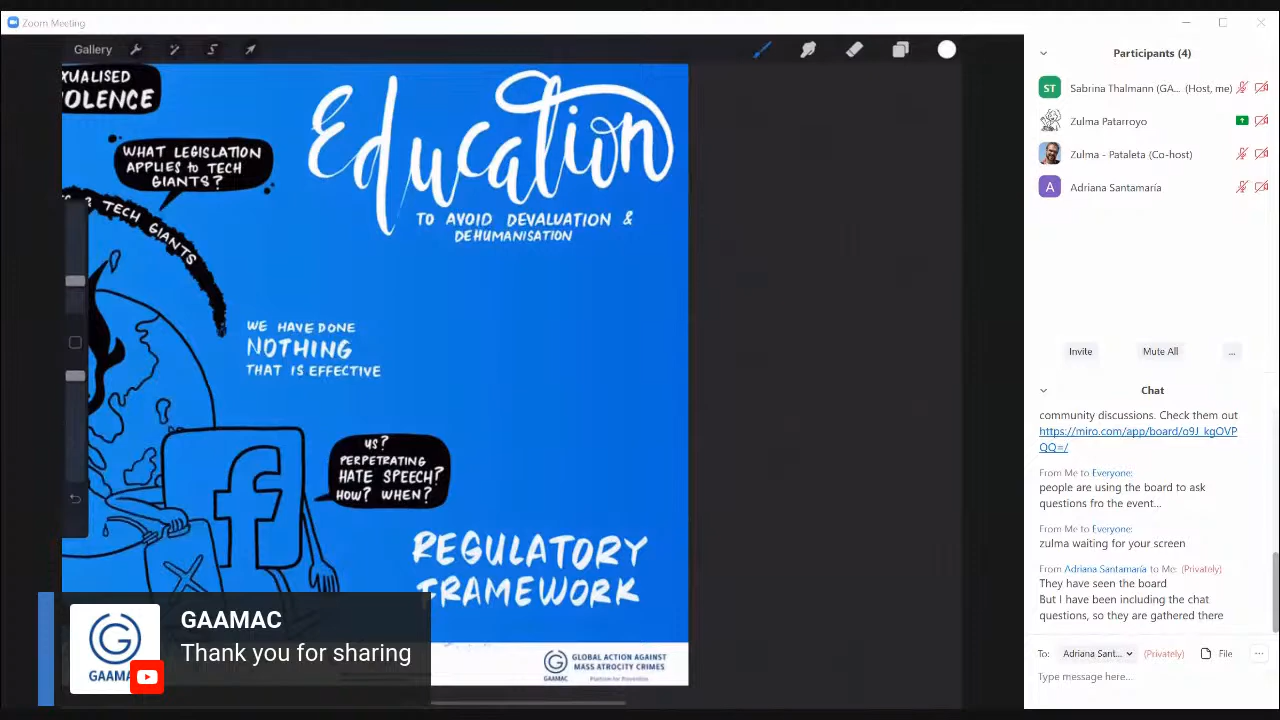 Zoom Meeting
Gallery
XUALISED
OLENCE
WHAT LEGISLATION
APPLIES to TECH
GIANTS?
& TECH GIANTS
Education
TO AVOID DEVALUATION &
DEHUMANISATION
WE HAVE DONE
NOTHING
THAT IS EFFECTIVE
US?
PERPETRATING
HATE SPEECH?
HOW? WHEN?
f
REGULATORY
FRAMEWORK
GAAMAC
GAAMAC
Thank you for sharing
GLOBAL ACTION AGAINST
MASS ATROCITY CRIMES
GAAMAC
Platform for Prevention
Participants (4)
ST
Sabrina Thalmann (GA... (Host, me)
Zulma Patarroyo
Zulma - Pataleta (Co-host)
A
Adriana Santamaría
Invite
Mute All
...
Chat
community discussions. Check them out
https://miro.com/app/board/o9J_kgOVP
QQ=/
From Me to Everyone:
people are using the board to ask
questions fro the event...
From Me to Everyone:
zulma waiting for your screen
From Adriana Santamaría to Me: (Privately)
They have seen the board
But I have been including the chat
questions, so they are gathered there
To: Adriana Sant... (Privately) File ...
Type message here...